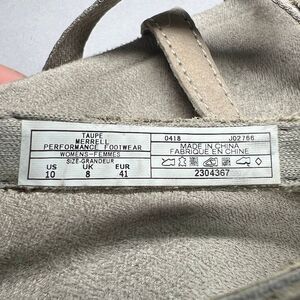 TAUPE
MERRELL
PERFORMANCE FOOTWEAR
WOMENS-FEMMES
SIZE-GRANDEUR
US UK EUR
10 8 41
0418 J02766
MADE IN CHINA
FABRIQUE EN CHINE
2304367